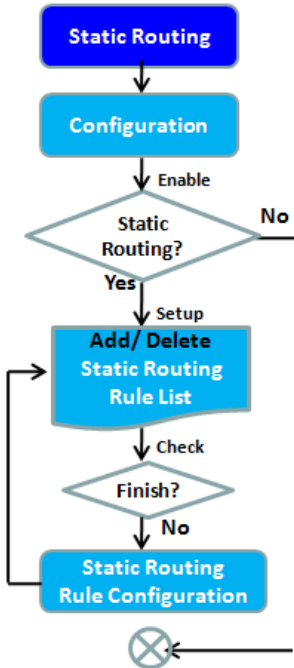 Static Routing
Configuration
Enable
Static
Routing?
No
Yes
Setup
Add/ Delete
Static Routing
Rule List
Check
Finish?
No
Static Routing
Rule Configuration